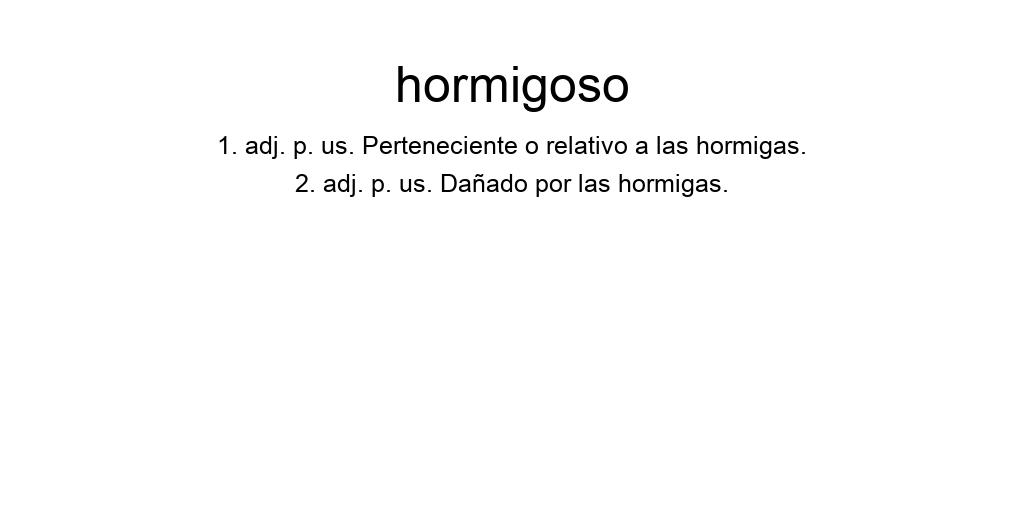 hormigoso
1. adj. p. us. Perteneciente o relativo a las hormigas.
2. adj. p. us. Dañado por las hormigas.